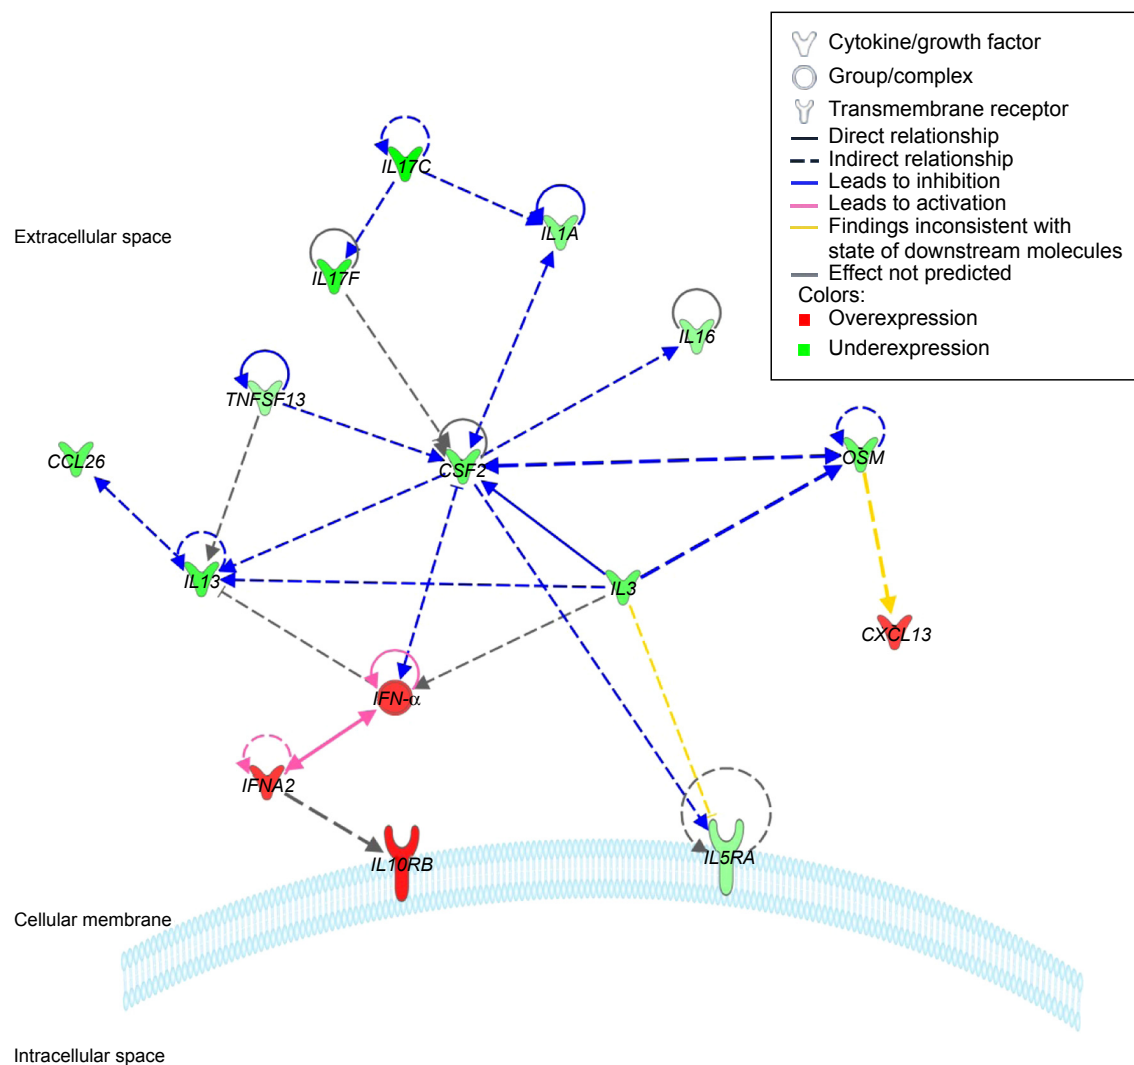 Cytokine/growth factor
Group/complex
Transmembrane receptor
Direct relationship
Indirect relationship
Leads to inhibition
Leads to activation
Findings inconsistent with
state of downstream molecules
Effect not predicted
Colors:
Overexpression
Underexpression
IL17C
Extracellular space
IL1A
IL17F
IL16
TNFSF13
CCL26
CSF2
OSM
IL13
IL3
CXCL13
IFN-α
IFNA2
IL10RB
IL5RA
Cellular membrane
Intracellular space